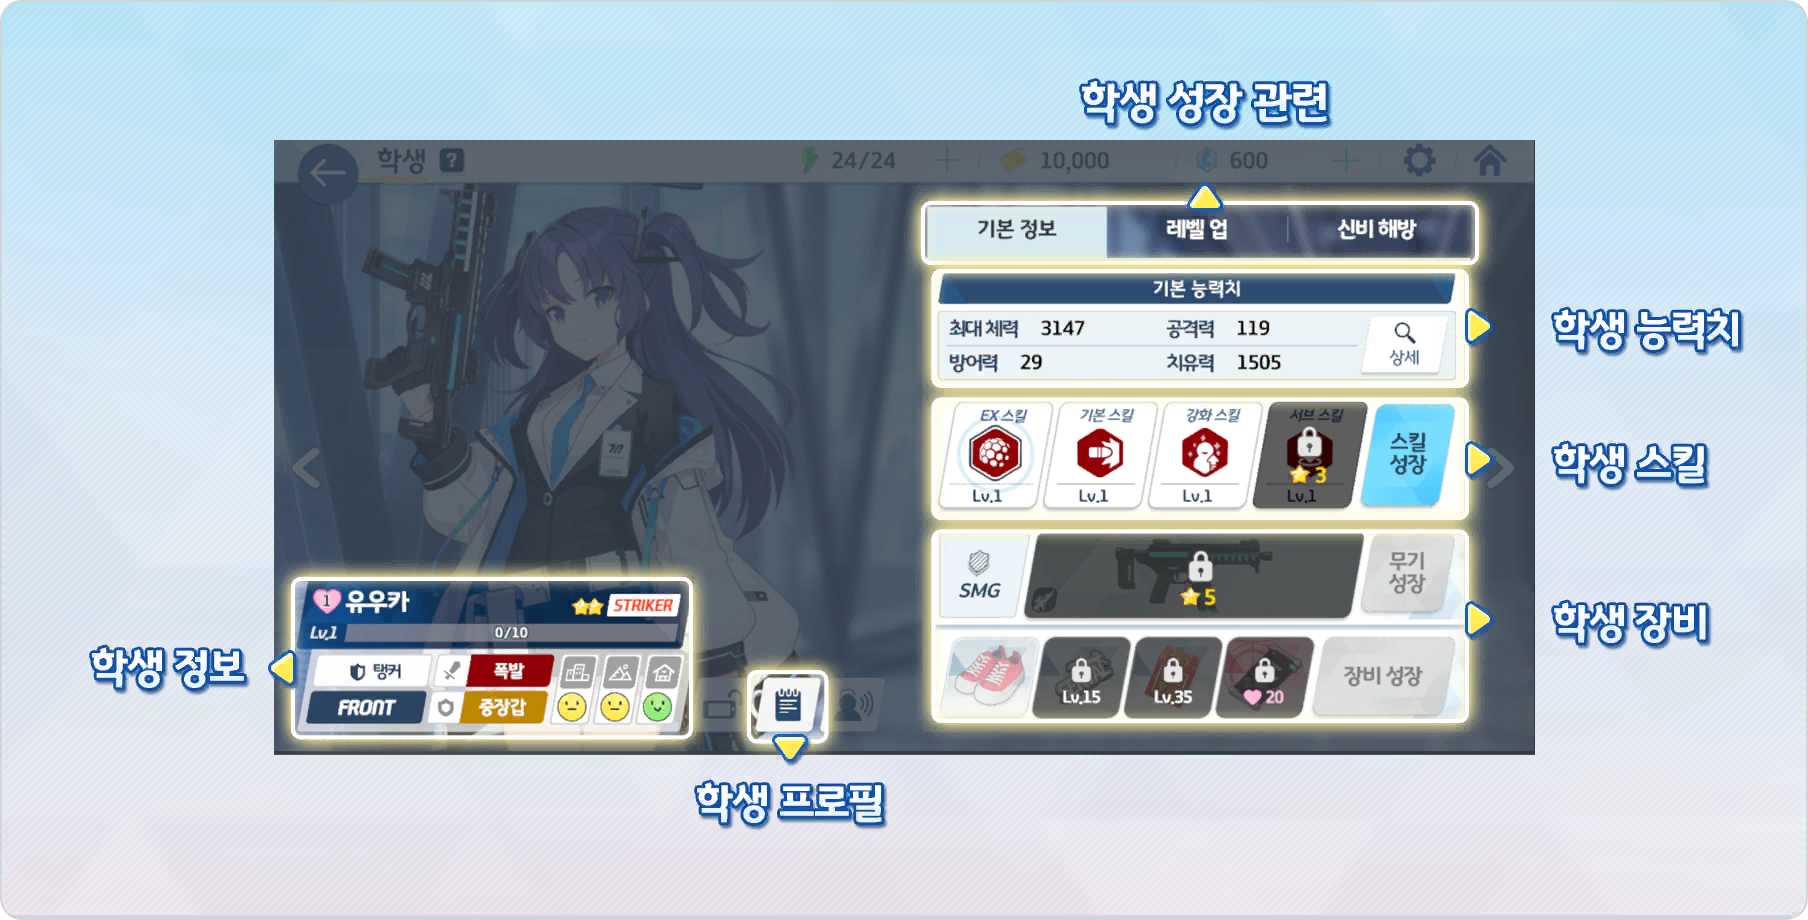 학생 성장 관련
학생 ?
24/24
10,000
600
기본 정보
레벨 업
신비 해방
기본 능력치
최대 체력 3147
공격력 119
방어력 29
치유력 1505
상세
학생 능력치
EX 스킬
Lv.1
기본 스킬
Lv.1
강화 스킬
Lv.1
서브 스킬
3
Lv.1
스킬
성장
학생 스킬
SMG
5
무기
성장
Lv.15
Lv.35
20
장비 성장
학생 장비
1 유우카
STRIKER
Lv.1
0/10
탱커
폭발
FRONT
중장갑
학생 정보
학생 프로필